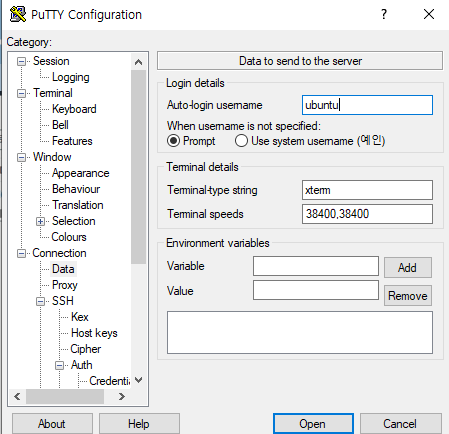 PuTTY Configuration
? ×
Category:
Session
Logging
Terminal
Keyboard
Bell
Features
Window
Appearance
Behaviour
Translation
Selection
Colours
Connection
Data
Proxy
SSH
Kex
Host keys
Cipher
Auth
Credentia
Data to send to the server
Login details
Auto-login username ubuntu
When username is not specified:
Prompt Use system username (예인)
Terminal details
Terminal-type string xterm
Terminal speeds 38400,38400
Environment variables
Variable Add
Value Remove
About Help Open Cancel